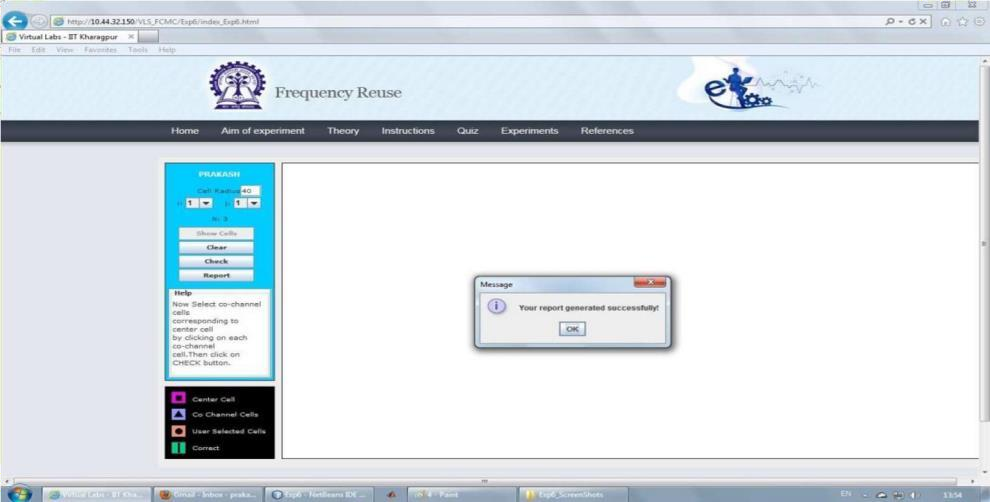 http://10.44.32.150/VLS_FCMC/Exp6/index_Exp6.html
Virtual Labs - IIT Kharagpur
File Edit View Favorites Tools Help
Frequency Reuse
e
Home Aim of experiment Theory Instructions Quiz Experiments References
PRAKASH
Cell Radius 40
i: 1 j: 1
N: 3
Show Cells
Clear
Check
Report
Help
Now Select co-channel
cells
corresponding to
center cell
by clicking on each
co-channel
cell.Then click on
CHECK button.
Message
Your report generated successfully!
OK
Center Cell
Co Channel Cells
User Selected Cells
Correct
Virtual Labs - IIT Kha... Gmail - Inbox - praka... Exp6 - NetBeans IDE ... 4 - Paint Exp6_ScreenShots EN 13:54